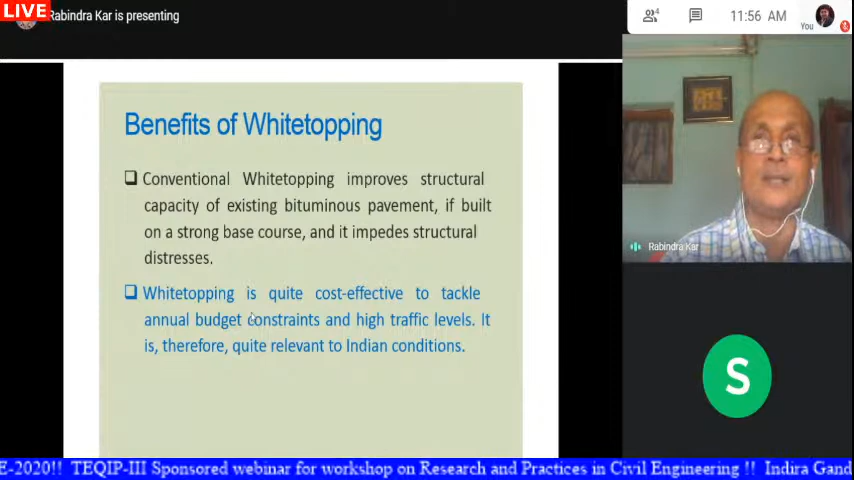 LIVE
Rabindra Kar is presenting
4
11:56 AM
You
Benefits of Whitetopping
Conventional Whitetopping improves structural
capacity of existing bituminous pavement, if built
on a strong base course, and it impedes structural
distresses.
Whitetopping is quite cost-effective to tackle
annual budget constraints and high traffic levels. It
is, therefore, quite relevant to Indian conditions.
Rabindra Kar
S
E-2020!! TEQIP-III Sponsored webinar for workshop on Research and Practices in Civil Engineering !! Indira Gand